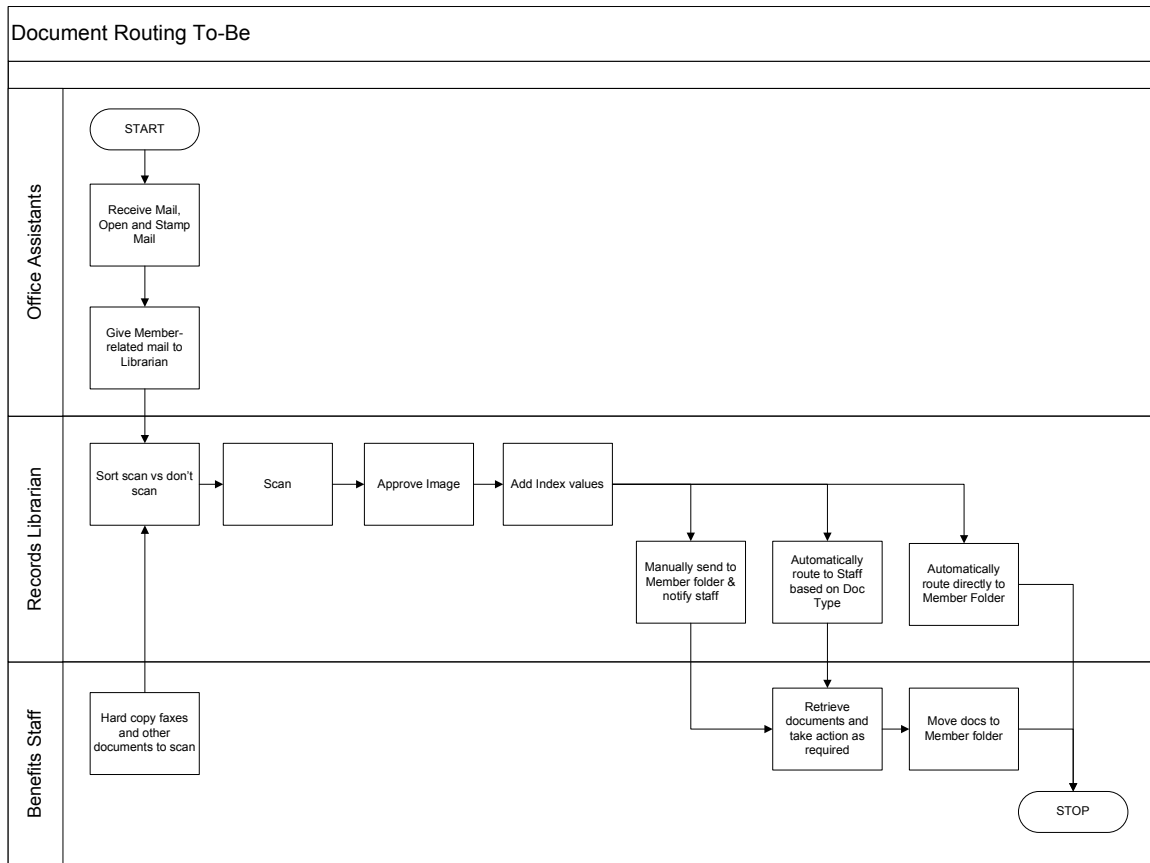 Document Routing To-Be
Office Assistants
START
Receive Mail,
Open and Stamp
Mail
Give Member-
related mail to
Librarian
Records Librarian
Sort scan vs don't
scan
Scan
Approve Image
Add Index values
Manually send to
Member folder &
notify staff
Automatically
route to Staff
based on Doc
Type
Automatically
route directly to
Member Folder
Benefits Staff
Hard copy faxes
and other
documents to scan
Retrieve
documents and
take action as
required
Move docs to
Member folder
STOP